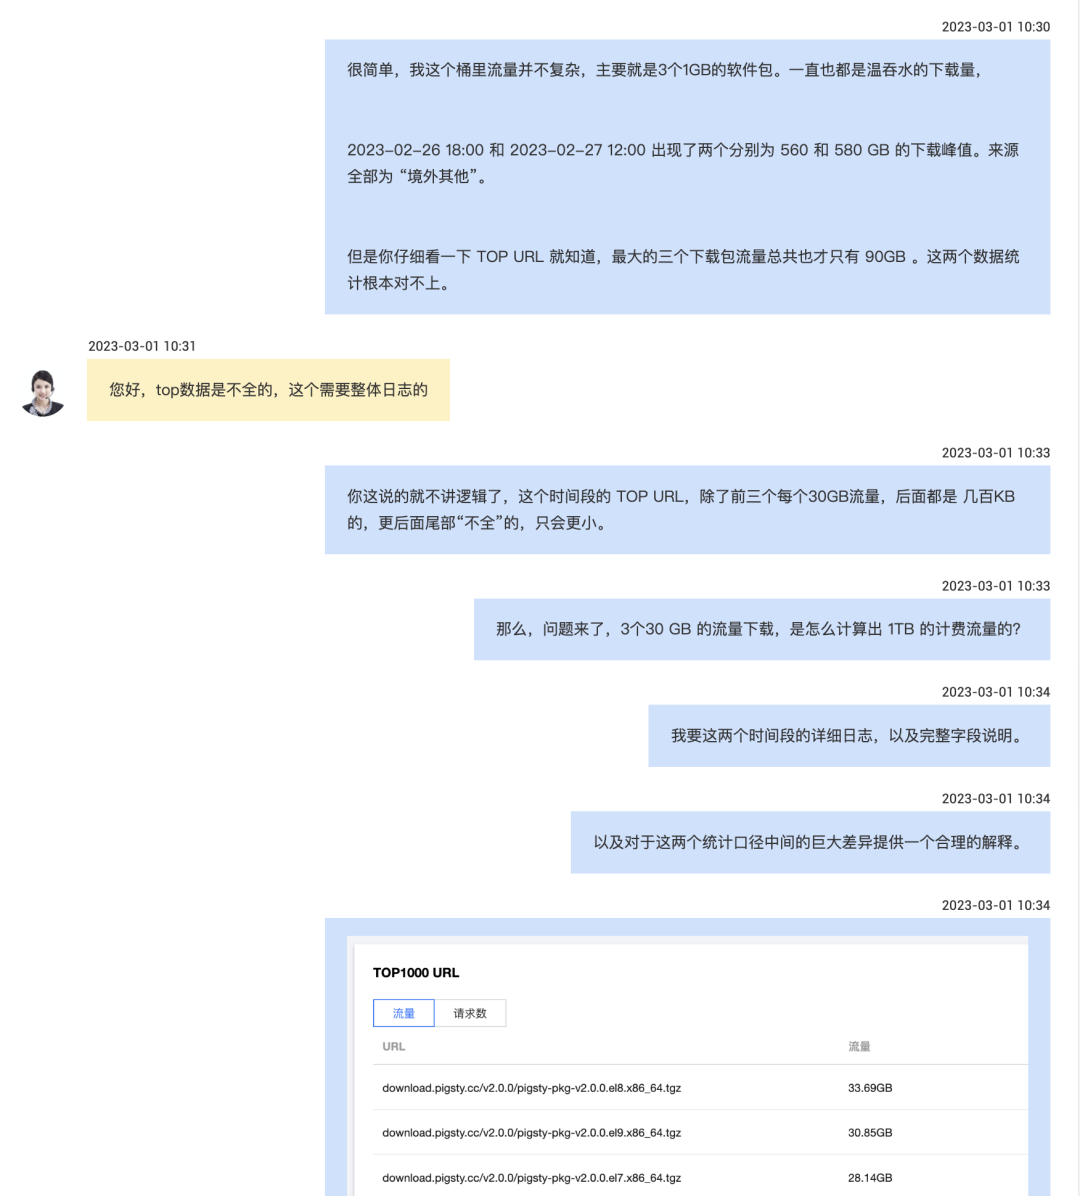 2023-03-01 10:30
很简单，我这个桶里流量并不复杂，主要就是3个1GB的软件包。一直也都是温吞水的下载量，
2023-02-26 18:00 和 2023-02-27 12:00 出现了两个分别为 560 和 580 GB 的下载峰值。来源
全部为 “境外其他”。
但是你仔细看一下 TOP URL 就知道，最大的三个下载包流量总共也才只有 90GB 。这两个数据统
计根本对不上。
2023-03-01 10:31
您好，top数据是不全的，这个需要整体日志的
2023-03-01 10:33
你这说的就不讲逻辑了，这个时间段的 TOP URL，除了前三个每个30GB流量，后面都是 几百KB
的，更后面尾部“不全”的，只会更小。
2023-03-01 10:33
那么，问题来了，3个30 GB 的流量下载，是怎么计算出 1TB 的计费流量的？
2023-03-01 10:34
我要这两个时间段的详细日志，以及完整字段说明。
2023-03-01 10:34
以及对于这两个统计口径中间的巨大差异提供一个合理的解释。
2023-03-01 10:34
TOP1000 URL
流量 请求数
URL 流量
download.pigsty.cc/v2.0.0/pigsty-pkg-v2.0.0.el8.x86_64.tgz 33.69GB
download.pigsty.cc/v2.0.0/pigsty-pkg-v2.0.0.el9.x86_64.tgz 30.85GB
download.pigsty.cc/v2.0.0/pigsty-pkg-v2.0.0.el7.x86_64.tgz 28.14GB